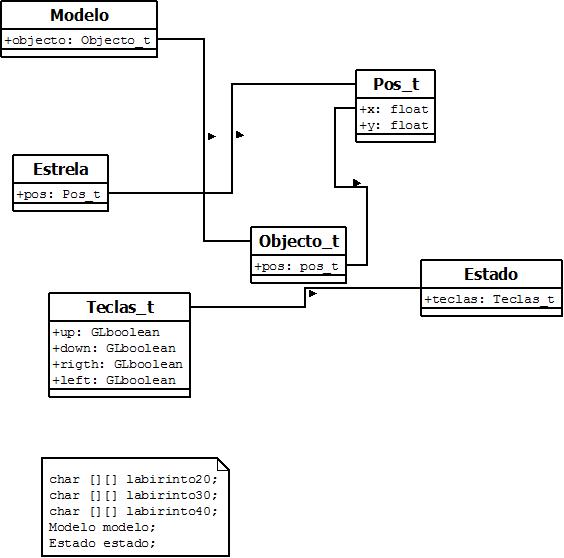 Modelo
+objecto: Objecto_t
Pos_t
+x: float
+y: float
Estrela
+pos: Pos_t
Objecto_t
+pos: pos_t
Estado
+teclas: Teclas_t
Teclas_t
+up: GLboolean
+down: GLboolean
+rigth: GLboolean
+left: GLboolean
char [][] labirinto20;
char [][] labirinto30;
char [][] labirinto40;
Modelo modelo;
Estado estado;